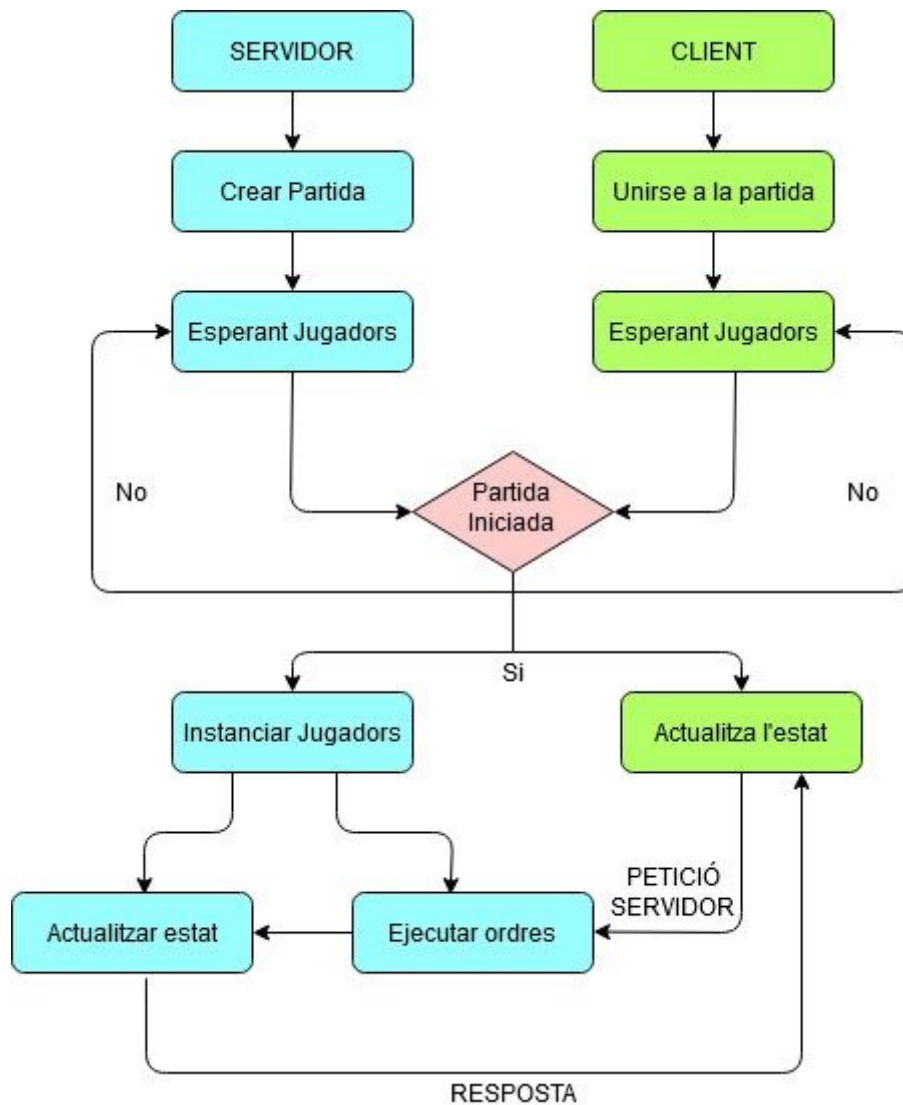 SERVIDOR
CLIENT
Crear Partida
Unirse a la partida
Esperant Jugadors
Esperant Jugadors
No
Partida
Iniciada
No
Si
Instanciar Jugadors
Actualitza l'estat
PETICIÓ
SERVIDOR
Actualitzar estat
Ejecutar ordres
RESPOSTA